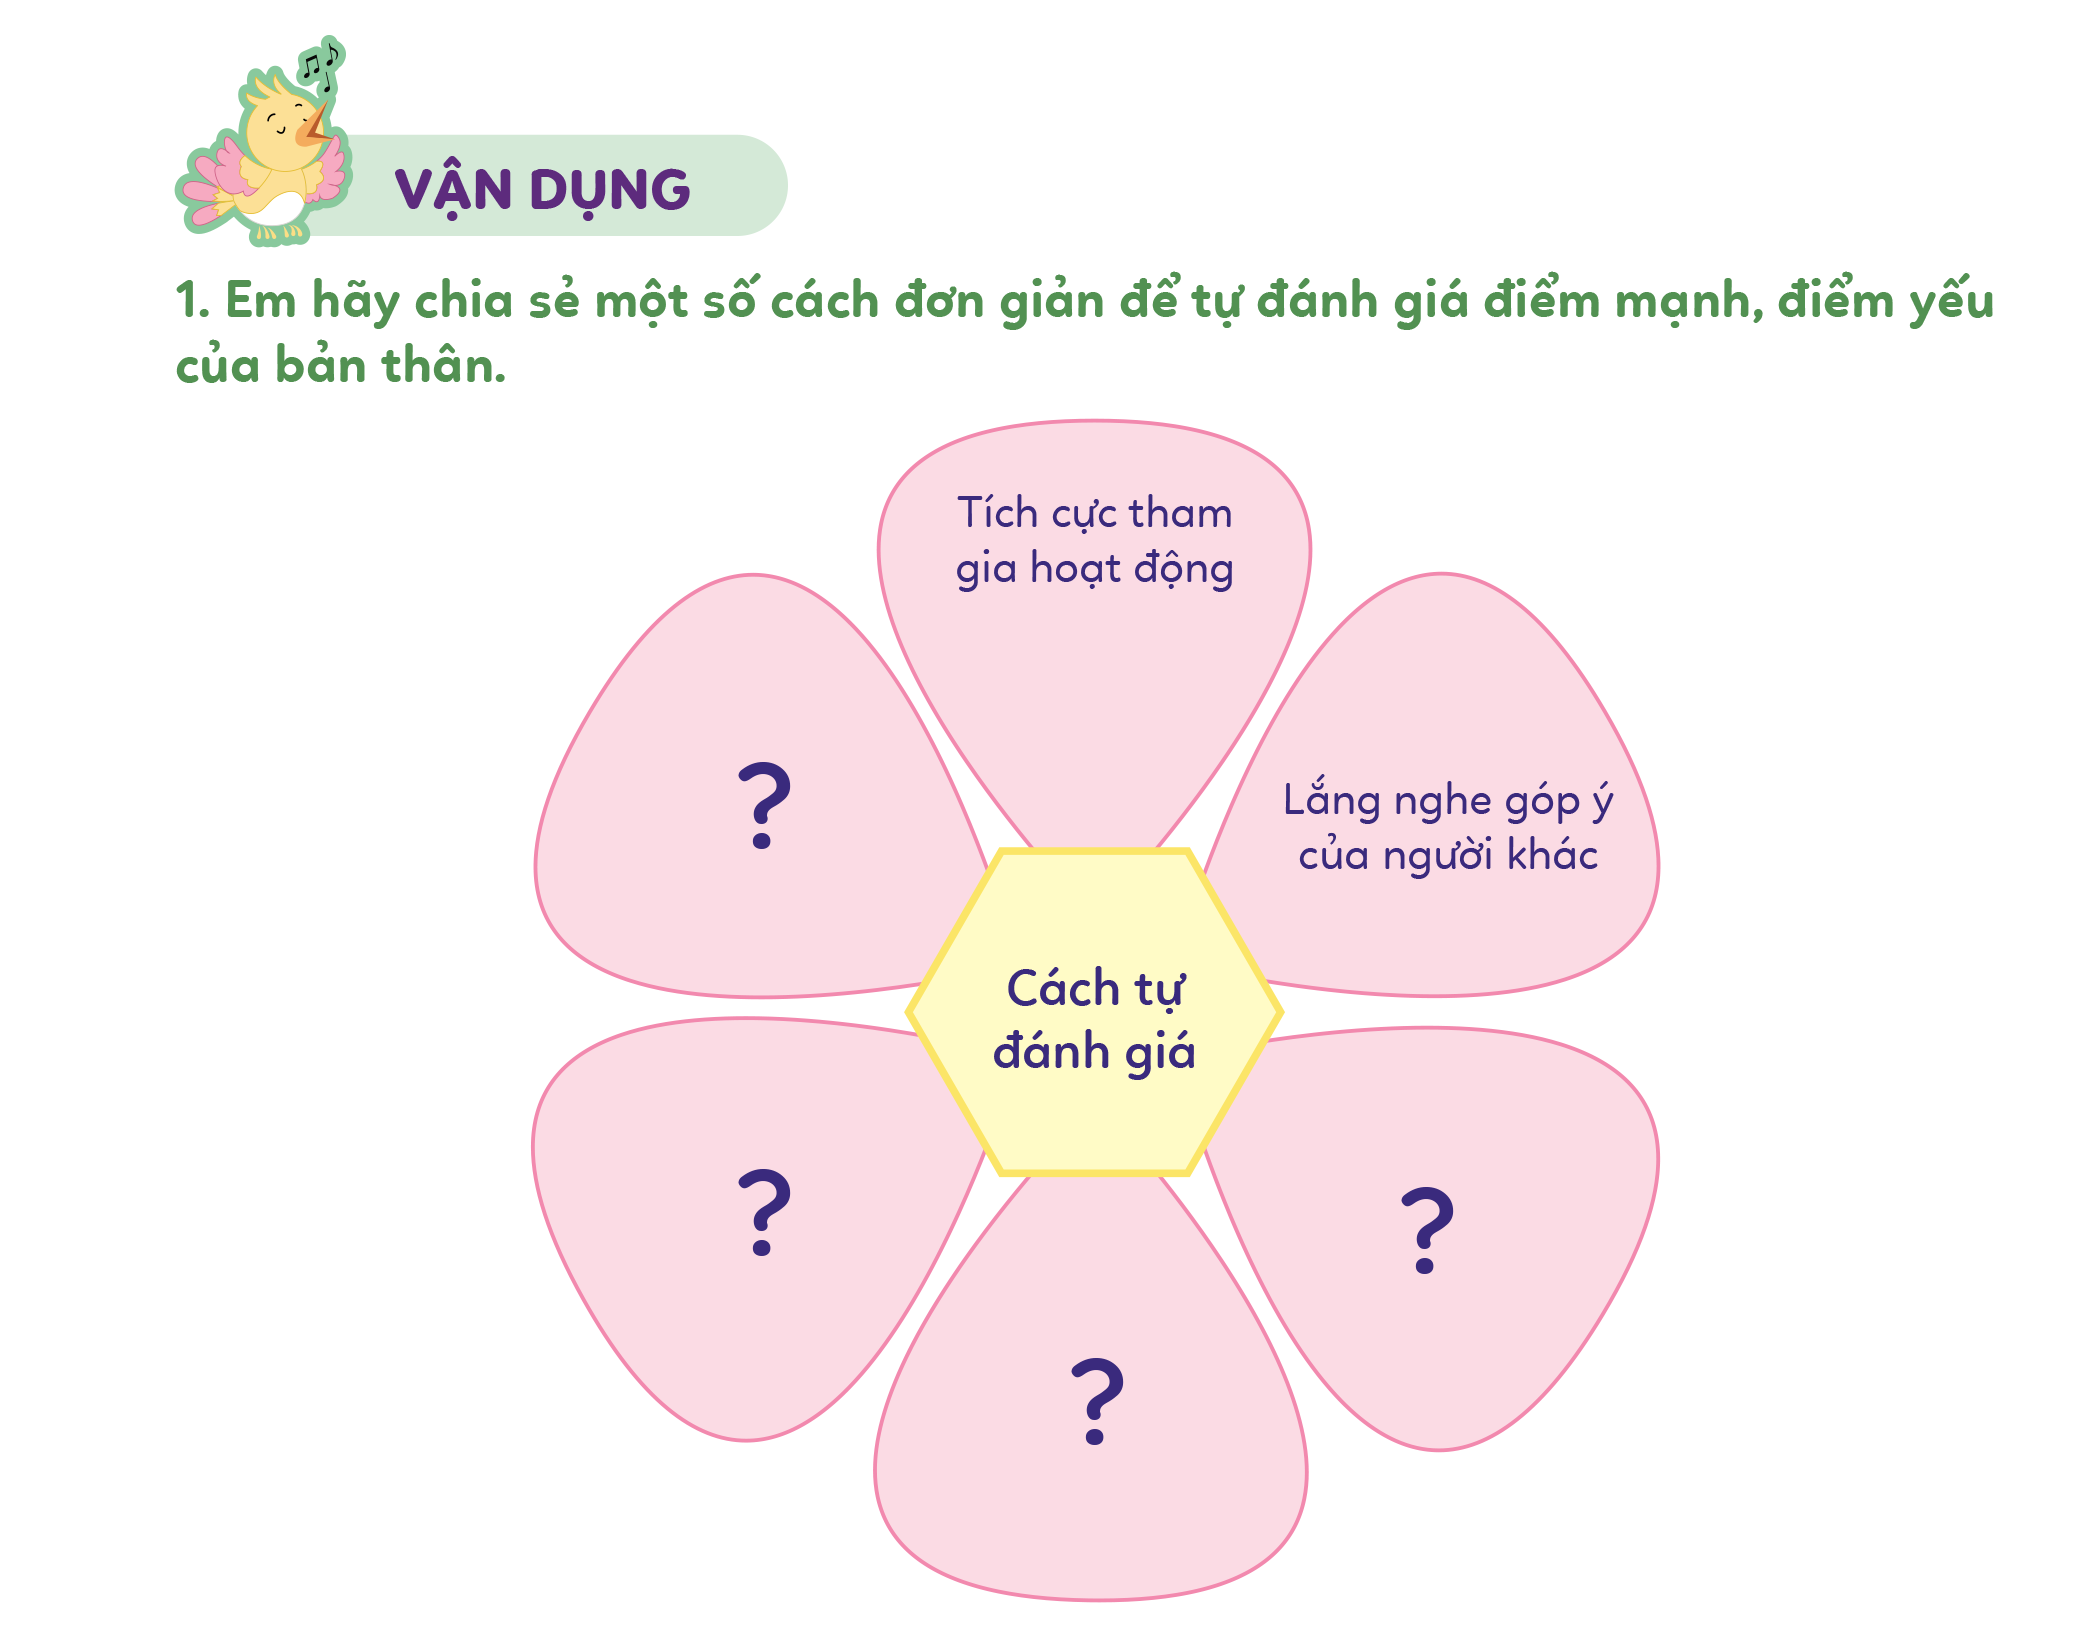 VẬN DỤNG
1. Em hãy chia sẻ một số cách đơn giản để tự đánh giá điểm mạnh, điểm yếu
của bản thân.
Tích cực tham
gia hoạt động
?
Lắng nghe góp ý
của người khác
Cách tự
đánh giá
?
?
?